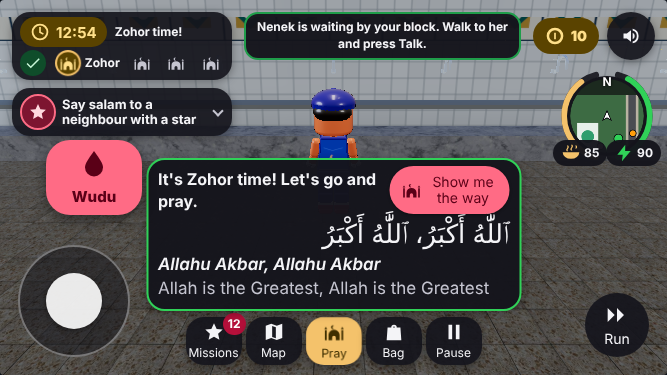 12:54
Zohor time!
Zohor
Say salam to a
neighbour with a star
Nenek is waiting by your block. Walk to her
and press Talk.
10
N
85
90
Wudu
It's Zohor time! Let's go and
pray.
Show me
the way
ٱللَّٰهُ أَكْبَرُ، ٱللَّٰهُ أَكْبَرُ
Allahu Akbar, Allahu Akbar
Allah is the Greatest, Allah is the Greatest
12
Missions
Map
Pray
Bag
Pause
Run